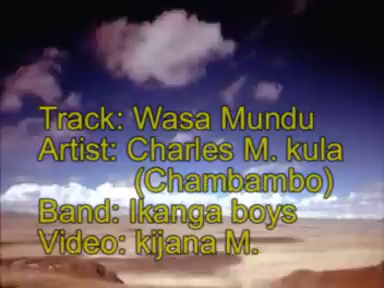 Track: Wasa Mundu
Artist: Charles M. kula
(Chambambo)
Band: Ikanga boys
Video: kijana M.